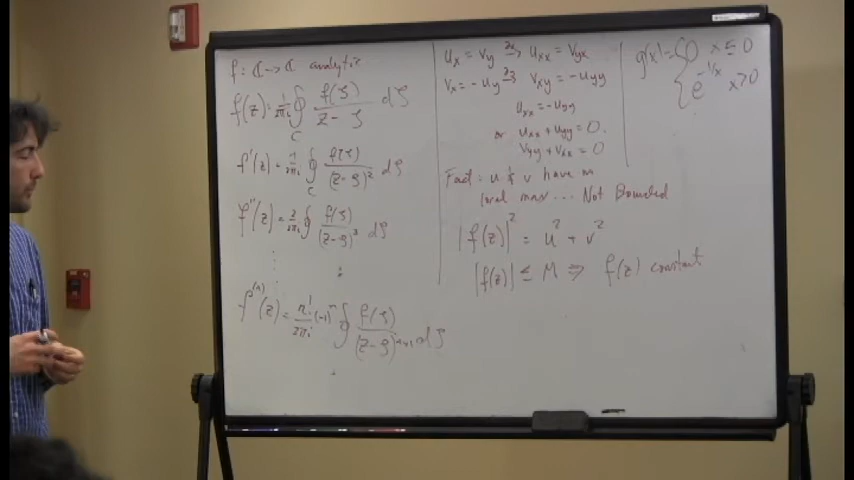 f : ℂ → ℂ analytic
f(z) = 1/2πi ∮_C f(ζ)/(z - ζ) dζ
f'(z) = -1/2πi ∮_C f(ζ)/(z - ζ)² dζ
f''(z) = 2/2πi ∮ f(ζ)/(z - ζ)³ dζ
⋮
f⁽ⁿ⁾(z) = n!/2πi (-1)ⁿ ∮ f(ζ)/(z - ζ)ⁿ⁺¹ dζ
u_x = v_y ⇒ u_xx = v_yx
v_x = -u_y ⇒ v_xy = -u_yy
u_xx = -u_yy
or u_xx + u_yy = 0.
v_yy + v_xx = 0
Fact: u & v have no
local max ... Not Bounded
|f(z)|² = u² + v²
|f(z)| ≤ M ⇒ f(z) constant
g(x) = { 0 x ≤ 0
e^(-1/x) x > 0